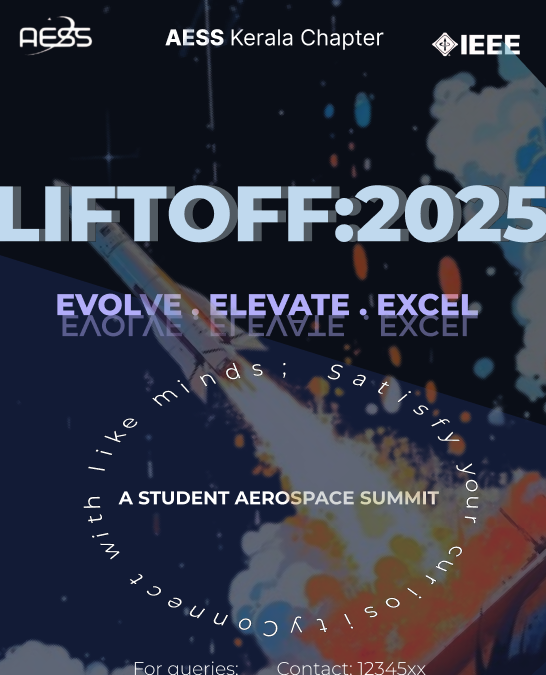 AESS
AESS Kerala Chapter
IEEE
LIFTOFF:2025
EVOLVE . ELEVATE . EXCEL
EVOLVE . ELEVATE . EXCEL
Connect with like minds; Satisfy your curiosity
A STUDENT AEROSPACE SUMMIT
For queries: Contact: 12345xx